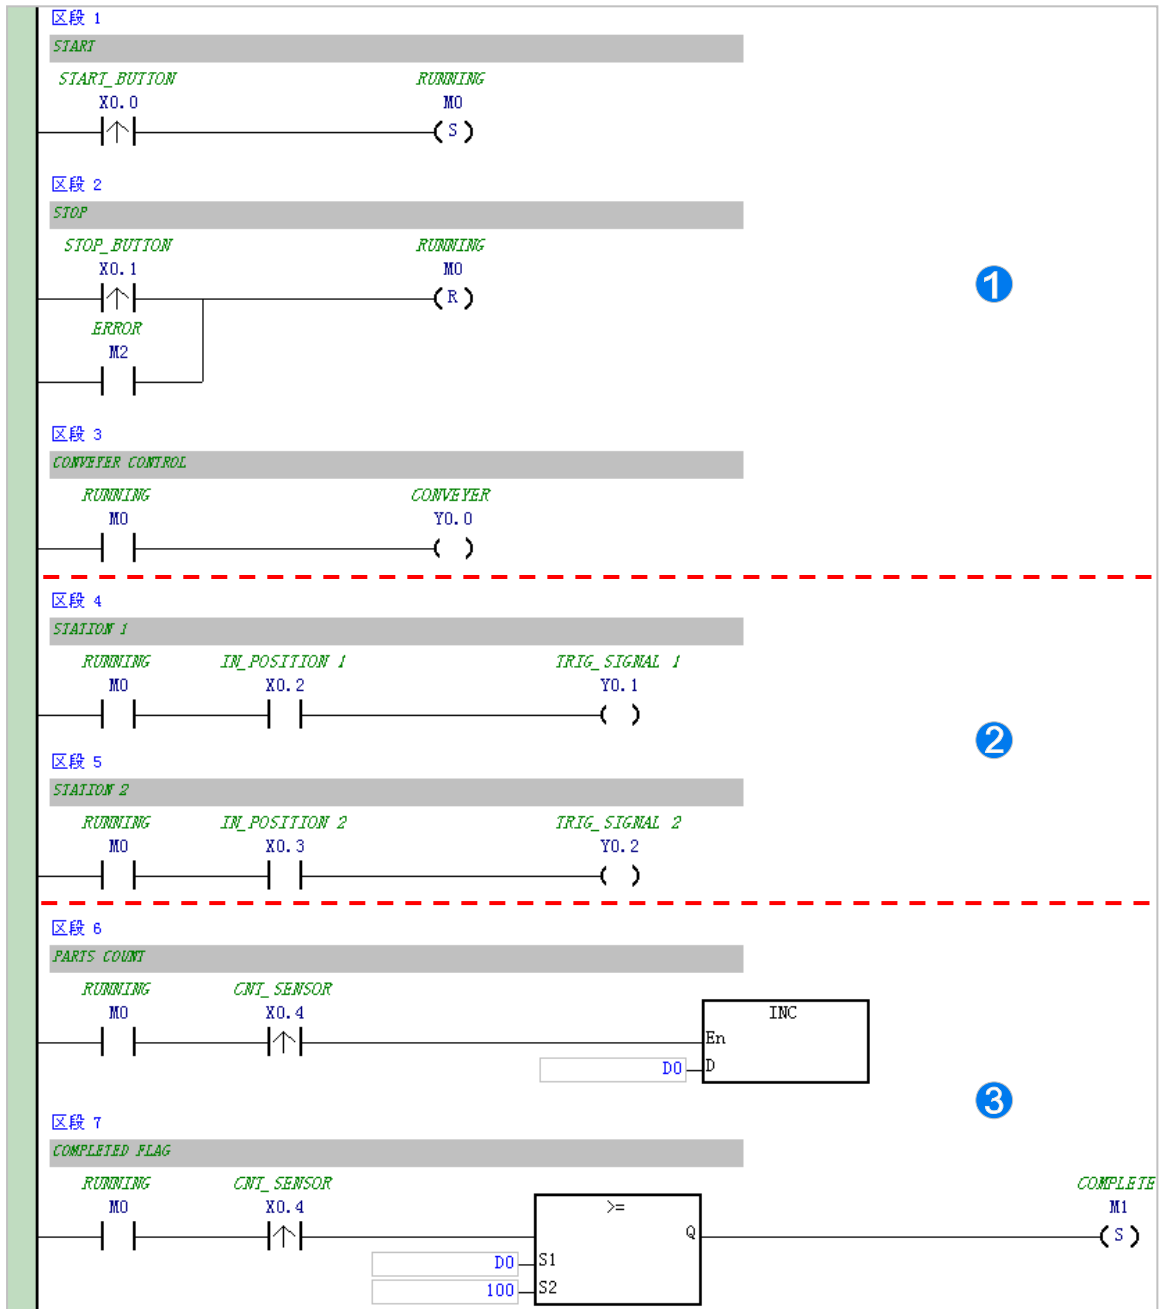 区段 1
START
START_BUTTON RUNNING
X0.0 M0
S
区段 2
STOP
STOP_BUTTON RUNNING
X0.1 M0
R
1
ERROR
M2
区段 3
CONVEYER CONTROL
RUNNING CONVEYER
M0 Y0.0
区段 4
STATION 1
RUNNING IN_POSITION 1 TRIG_SIGNAL 1
M0 X0.2 Y0.1
2
区段 5
STATION 2
RUNNING IN_POSITION 2 TRIG_SIGNAL 2
M0 X0.3 Y0.2
区段 6
PARTS COUNT
RUNNING CNT_SENSOR
M0 X0.4 INC
En
D0 D
3
区段 7
COMPLETED FLAG
RUNNING CNT_SENSOR COMPLETE
M0 X0.4 >= M1
Q S
D0 S1
100 S2